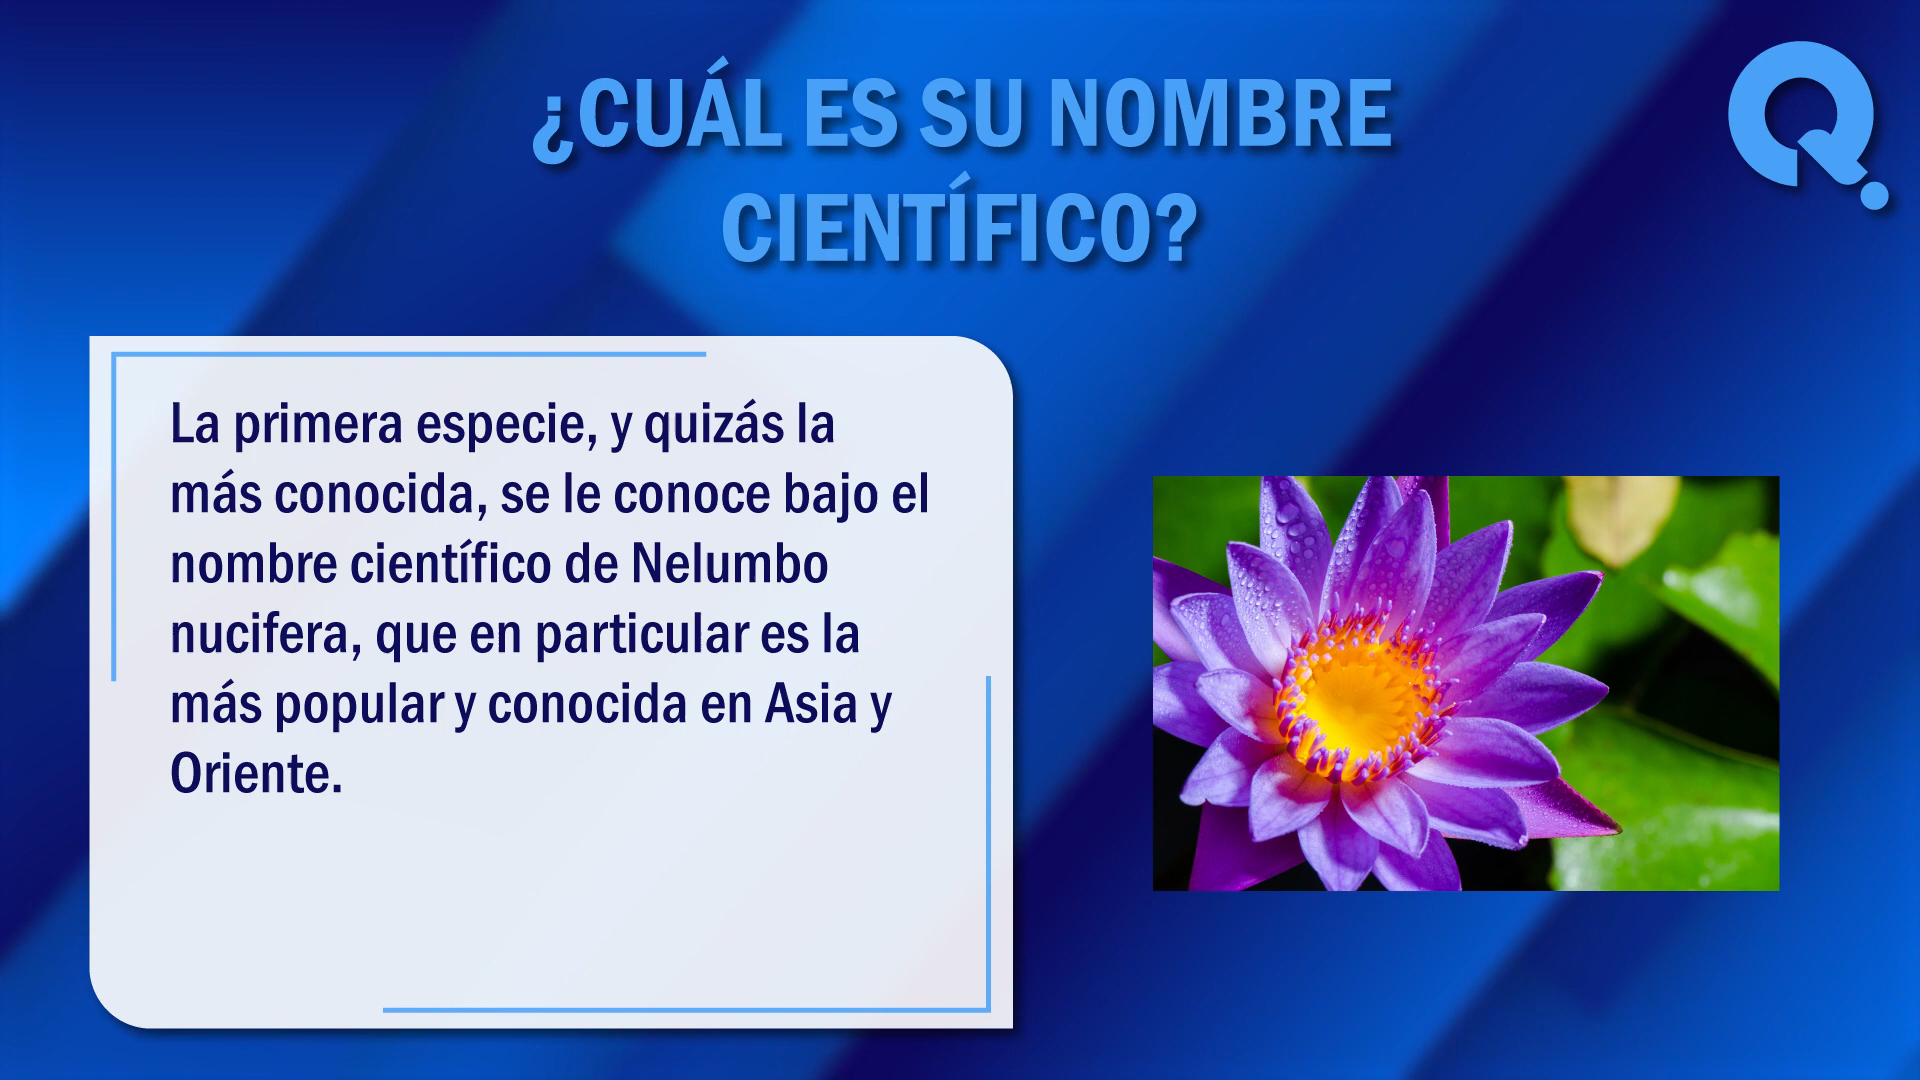 ¿CUÁL ES SU NOMBRE
CIENTÍFICO?
Q
La primera especie, y quizás la
más conocida, se le conoce bajo el
nombre científico de Nelumbo
nucifera, que en particular es la
más popular y conocida en Asia y
Oriente.